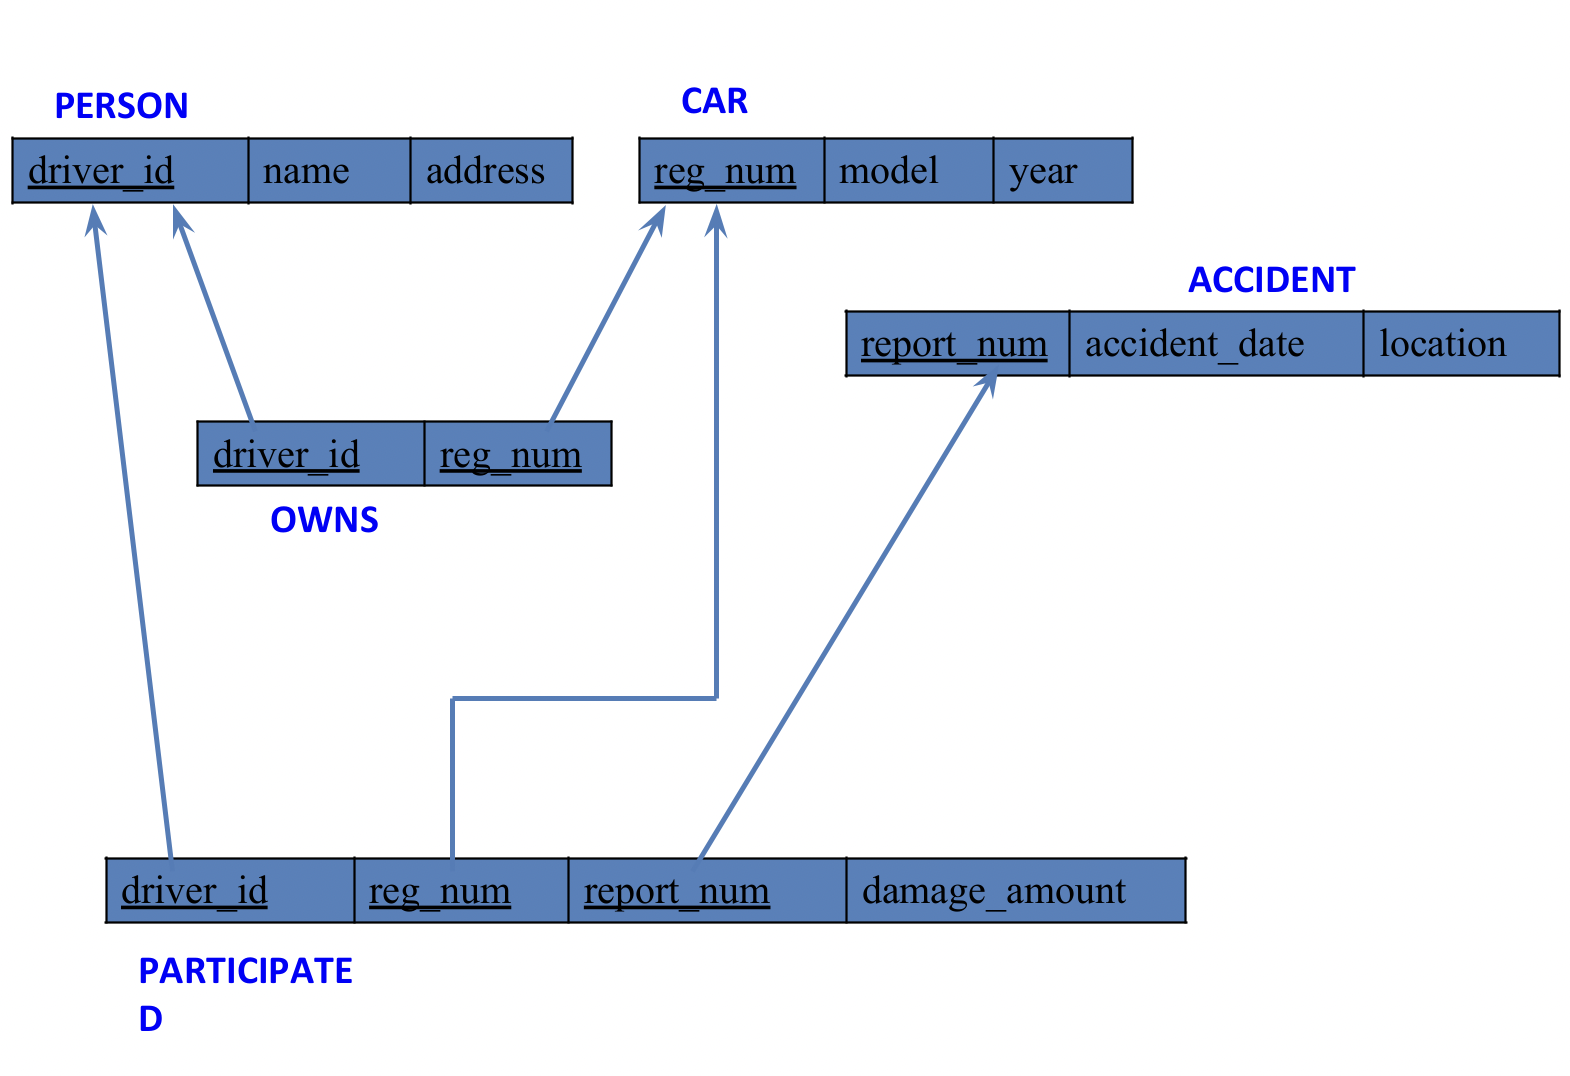 PERSON
CAR
driver_id name address
reg_num model year
ACCIDENT
report_num accident_date location
driver_id reg_num
OWNS
driver_id reg_num report_num damage_amount
PARTICIPATE
D